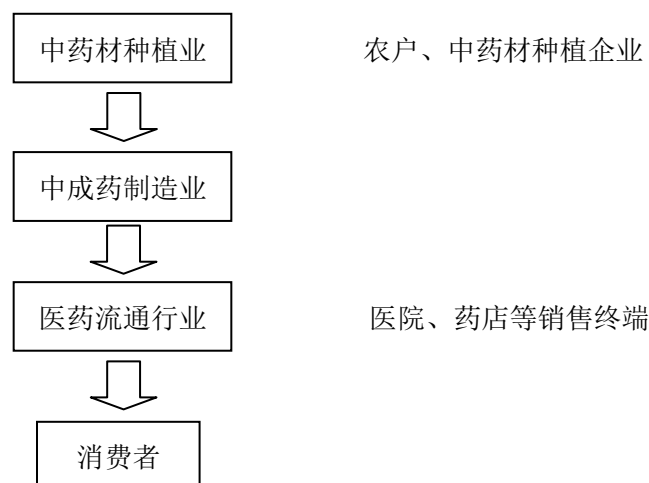 中药材种植业 农户、中药材种植企业
中成药制造业
医药流通行业 医院、药店等销售终端
消费者